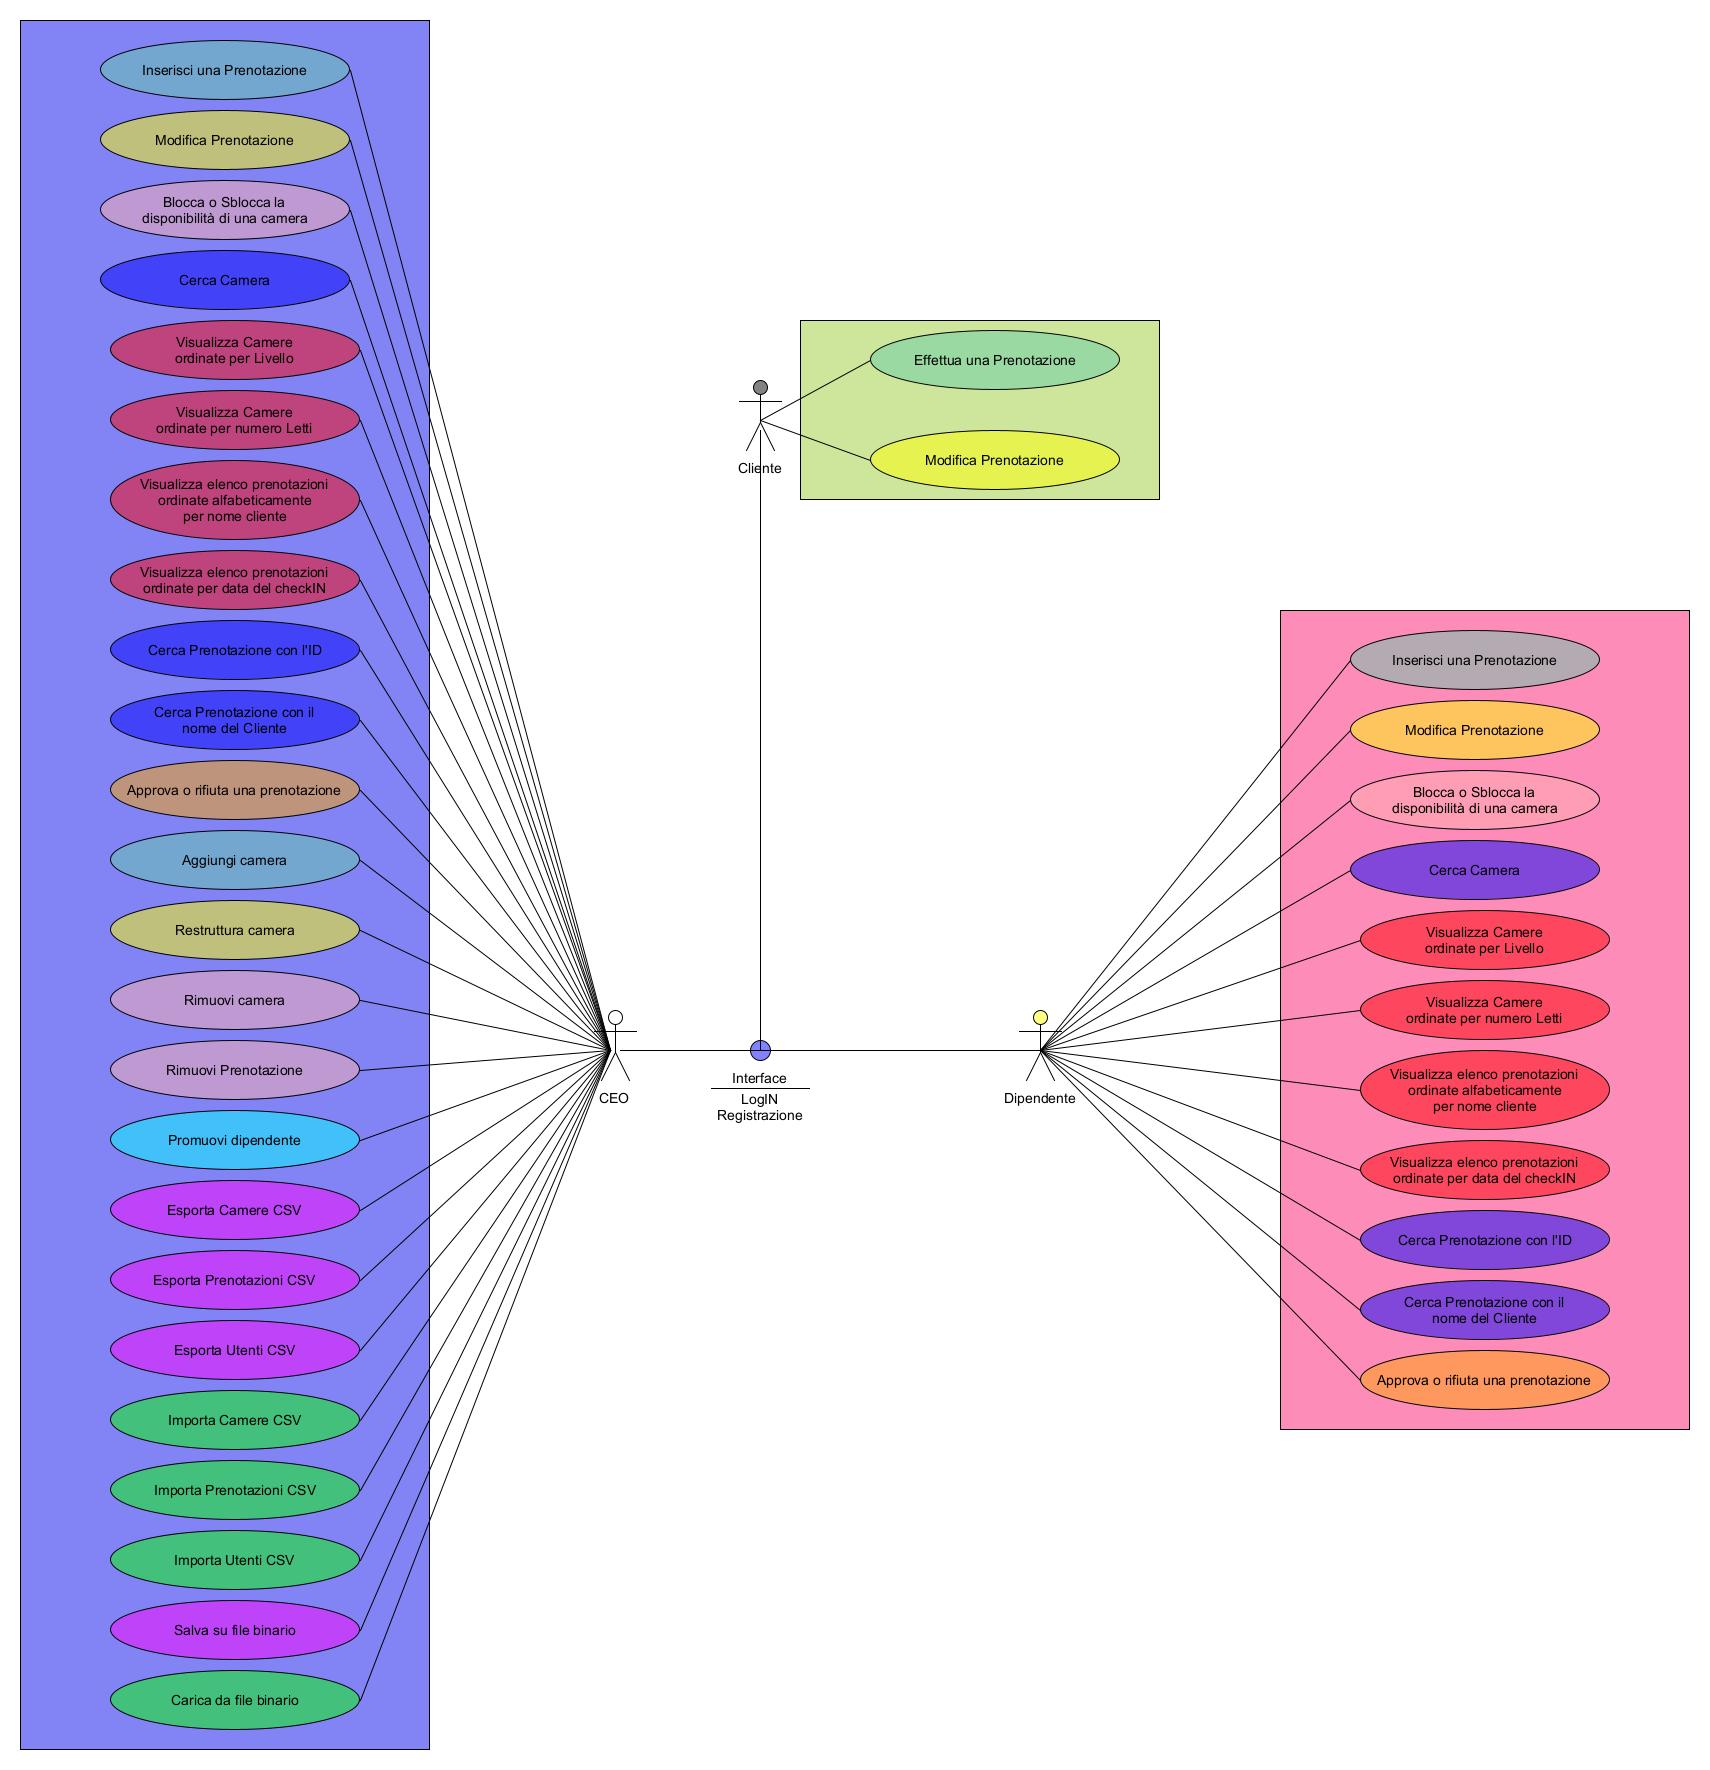 Inserisci una Prenotazione
Modifica Prenotazione
Blocca o Sblocca la
disponibilità di una camera
Cerca Camera
Visualizza Camere
ordinate per Livello
Visualizza Camere
ordinate per numero Letti
Visualizza elenco prenotazioni
ordinate alfabeticamente
per nome cliente
Visualizza elenco prenotazioni
ordinate per data del checkIN
Cerca Prenotazione con l'ID
Cerca Prenotazione con il
nome del Cliente
Approva o rifiuta una prenotazione
Aggiungi camera
Restruttura camera
Rimuovi camera
Rimuovi Prenotazione
Promuovi dipendente
Esporta Camere CSV
Esporta Prenotazioni CSV
Esporta Utenti CSV
Importa Camere CSV
Importa Prenotazioni CSV
Importa Utenti CSV
Salva su file binario
Carica da file binario
CEO
Effettua una Prenotazione
Modifica Prenotazione
Cliente
Interface
LogIN
Registrazione
Dipendente
Inserisci una Prenotazione
Modifica Prenotazione
Blocca o Sblocca la
disponibilità di una camera
Cerca Camera
Visualizza Camere
ordinate per Livello
Visualizza Camere
ordinate per numero Letti
Visualizza elenco prenotazioni
ordinate alfabeticamente
per nome cliente
Visualizza elenco prenotazioni
ordinate per data del checkIN
Cerca Prenotazione con l'ID
Cerca Prenotazione con il
nome del Cliente
Approva o rifiuta una prenotazione